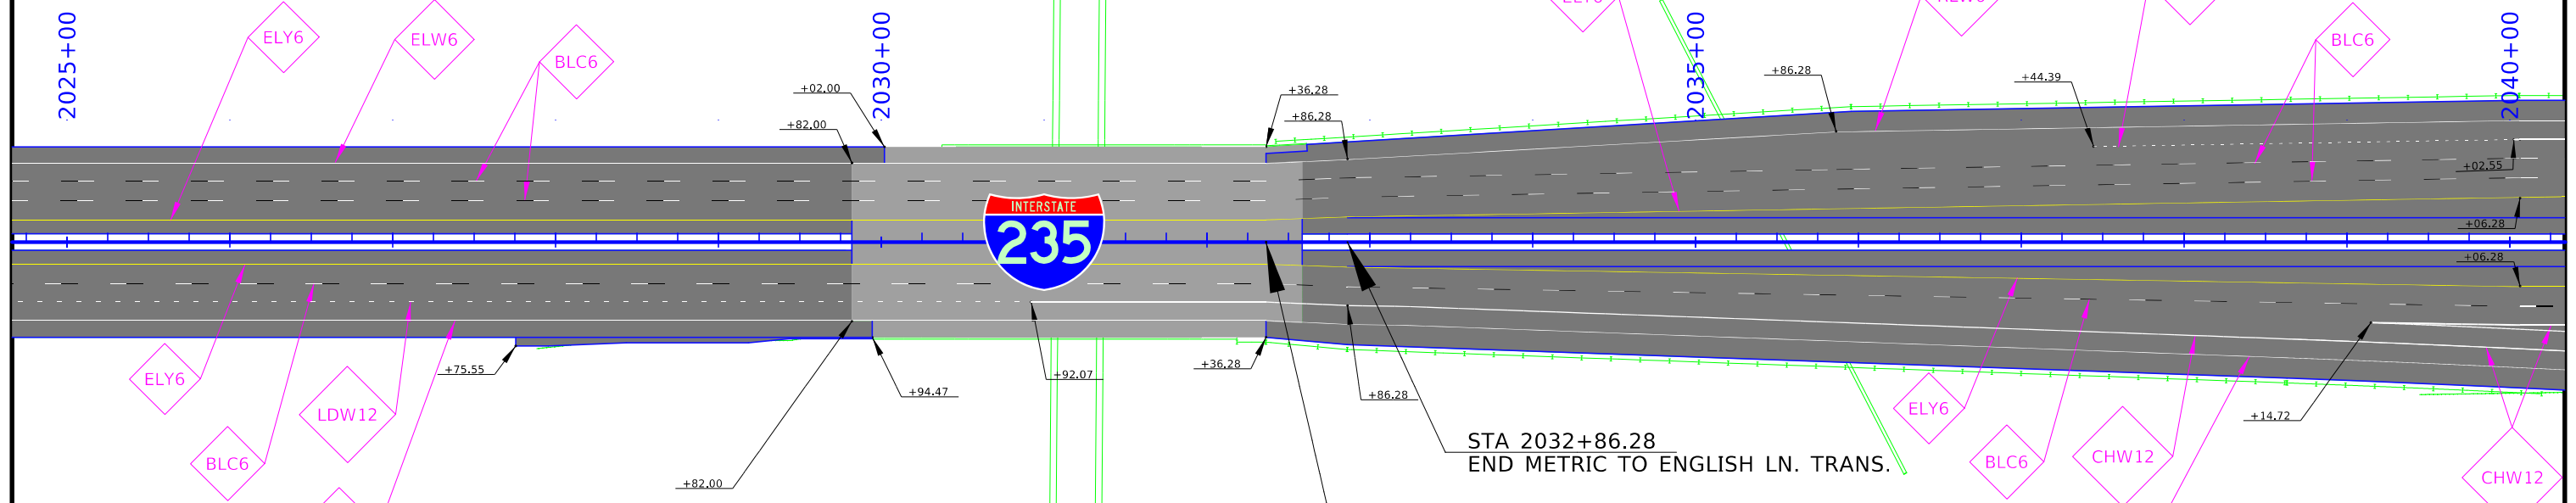 2025+00
ELY6
ELW6
BLC6
+02.00
+82.00
2030+00
+36.28
+86.28
2035+00
+86.28
+44.39
BLC6
2040+00
+02.55
+06.28
+06.28
INTERSTATE
235
ELY6
LDW12
BLC6
+75.55
+94.47
+82.00
+92.07
+36.28
+86.28
STA 2032+86.28
END METRIC TO ENGLISH LN. TRANS.
ELY6
BLC6
CHW12
+14.72
CHW12